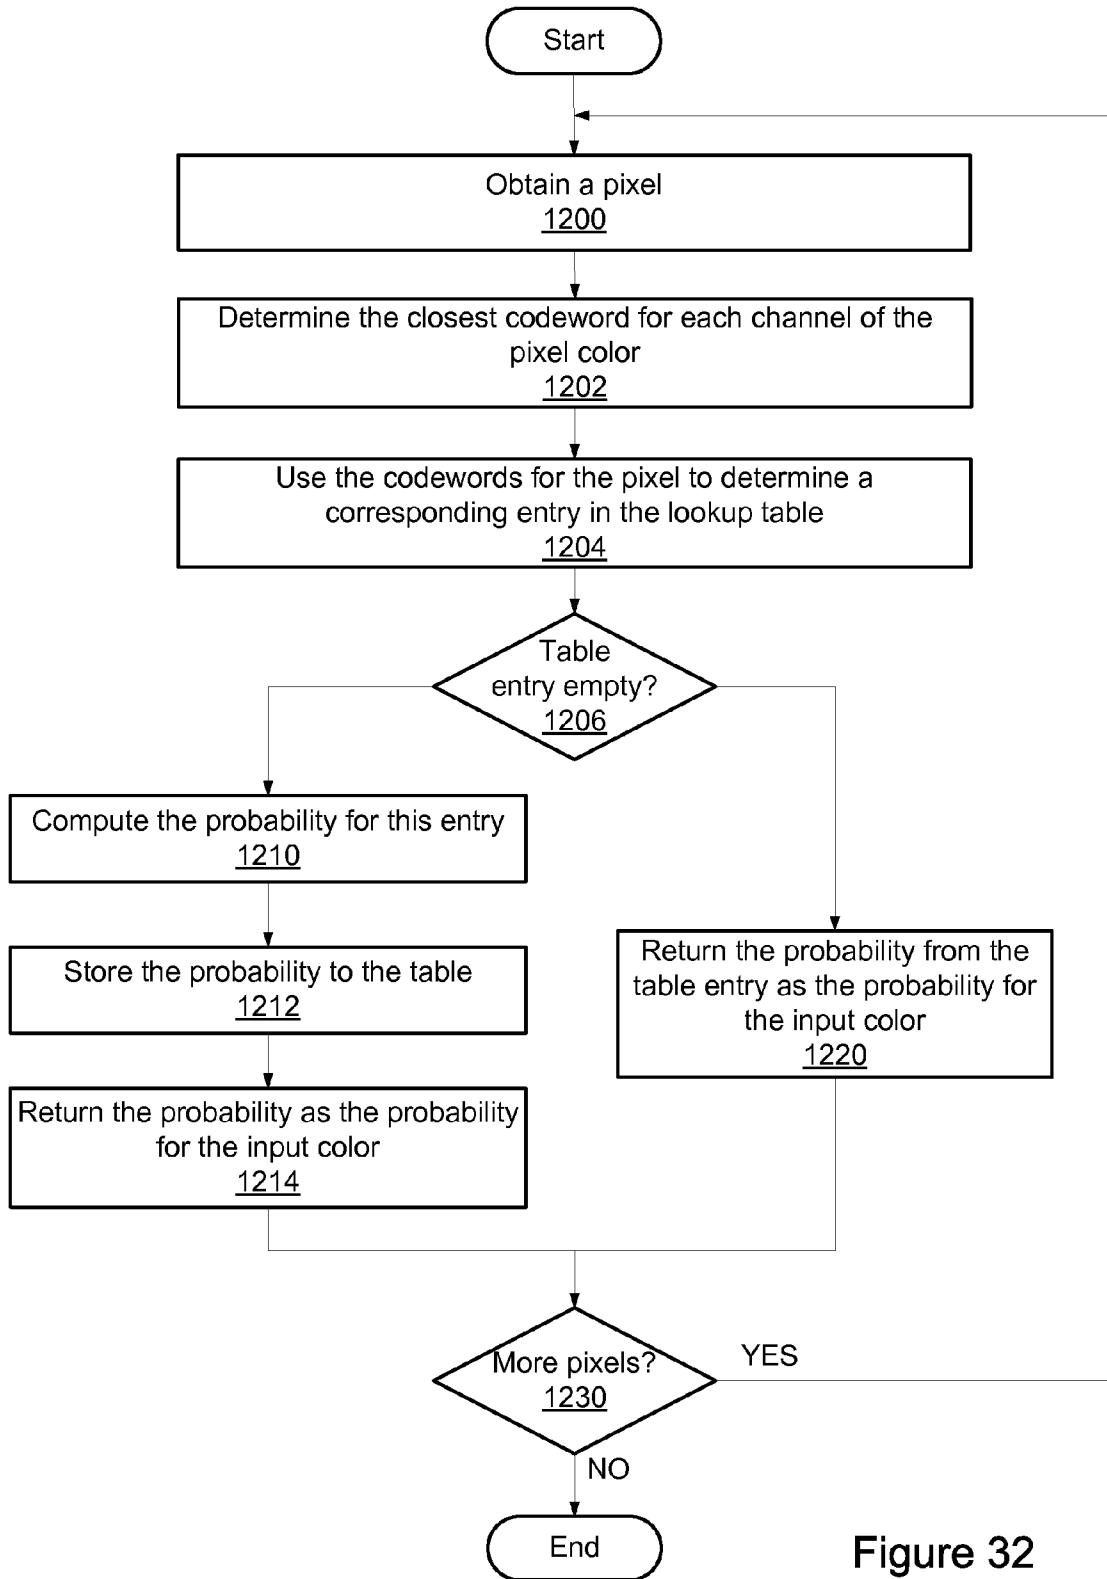 Start
Obtain a pixel
1200
Determine the closest codeword for each channel of the
pixel color
1202
Use the codewords for the pixel to determine a
corresponding entry in the lookup table
1204
Table
entry empty?
1206
Compute the probability for this entry
1210
Store the probability to the table
1212
Return the probability as the probability
for the input color
1214
Return the probability from the
table entry as the probability for
the input color
1220
More pixels?
1230
YES
NO
End
Figure 32